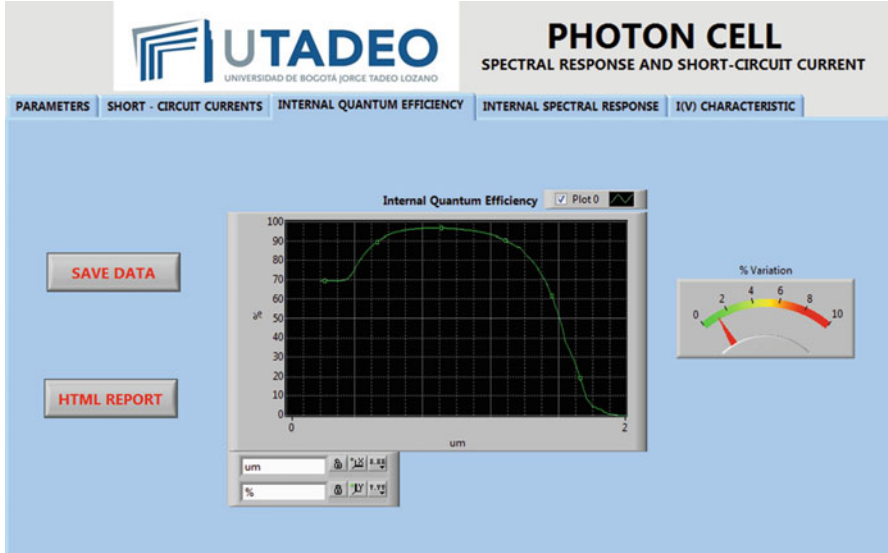 UTADEO
UNIVERSIDAD DE BOGOTÁ JORGE TADEO LOZANO
PHOTON CELL
SPECTRAL RESPONSE AND SHORT-CIRCUIT CURRENT
PARAMETERS
SHORT - CIRCUIT CURRENTS
INTERNAL QUANTUM EFFICIENCY
INTERNAL SPECTRAL RESPONSE
I(V) CHARACTERISTIC
Internal Quantum Efficiency
Plot 0
SAVE DATA
HTML REPORT
100
90
80
70
60
50
40
30
20
10
0
%
0
2
um
um
%
% Variation
0
2
4
6
8
10